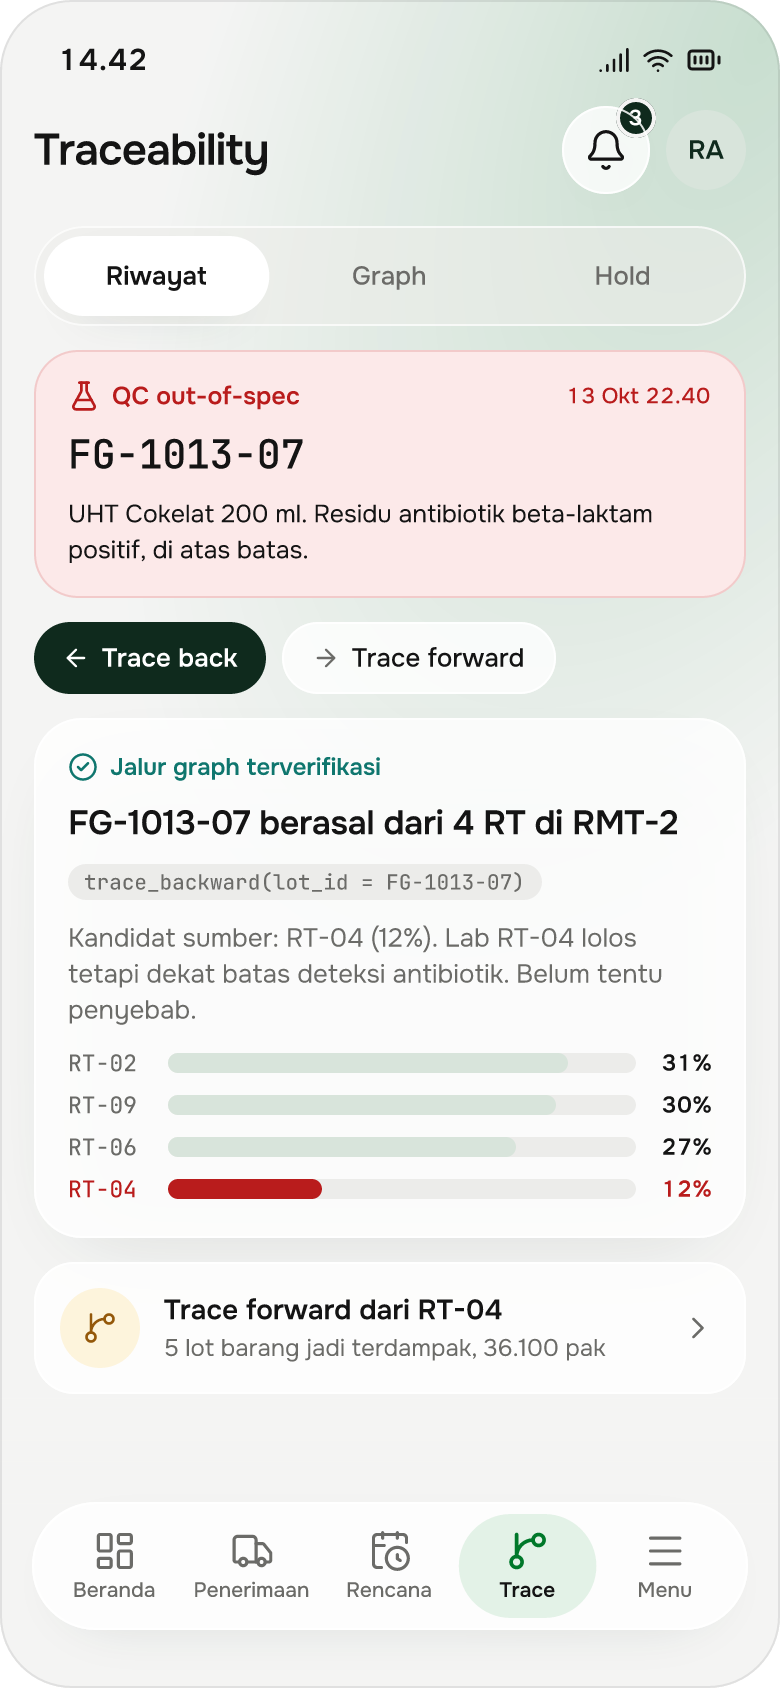 14.42
Traceability
3
RA
Riwayat
Graph
Hold
QC out-of-spec
13 Okt 22.40
FG-1013-07
UHT Cokelat 200 ml. Residu antibiotik beta-laktam
positif, di atas batas.
Trace back
Trace forward
Jalur graph terverifikasi
FG-1013-07 berasal dari 4 RT di RMT-2
trace_backward(lot_id = FG-1013-07)
Kandidat sumber: RT-04 (12%). Lab RT-04 lolos
tetapi dekat batas deteksi antibiotik. Belum tentu
penyebab.
RT-02 31%
RT-09 30%
RT-06 27%
RT-04 12%
Trace forward dari RT-04
5 lot barang jadi terdampak, 36.100 pak
Beranda
Penerimaan
Rencana
Trace
Menu